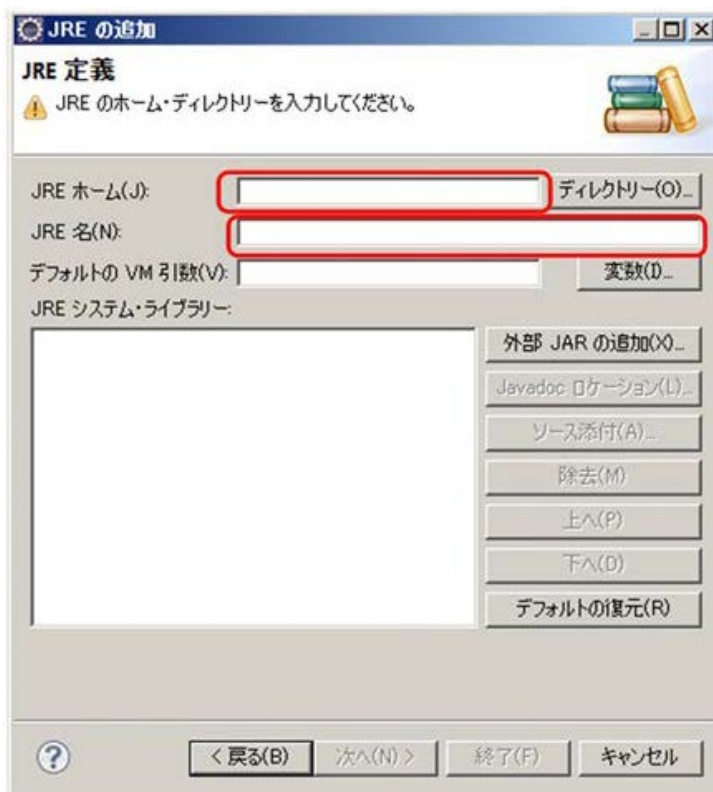 JRE の追加
JRE 定義
JRE のホーム・ディレクトリーを入力してください。
JRE ホーム(J):
ディレクトリー(O)...
JRE 名(N):
デフォルトの VM 引数(V):
変数(I)...
JRE システム・ライブラリー:
外部 JAR の追加(X)...
Javadoc ロケーション(L)...
ソース添付(A)...
除去(M)
上へ(P)
下へ(D)
デフォルトの復元(R)
?
< 戻る(B)
次へ(N) >
終了(F)
キャンセル